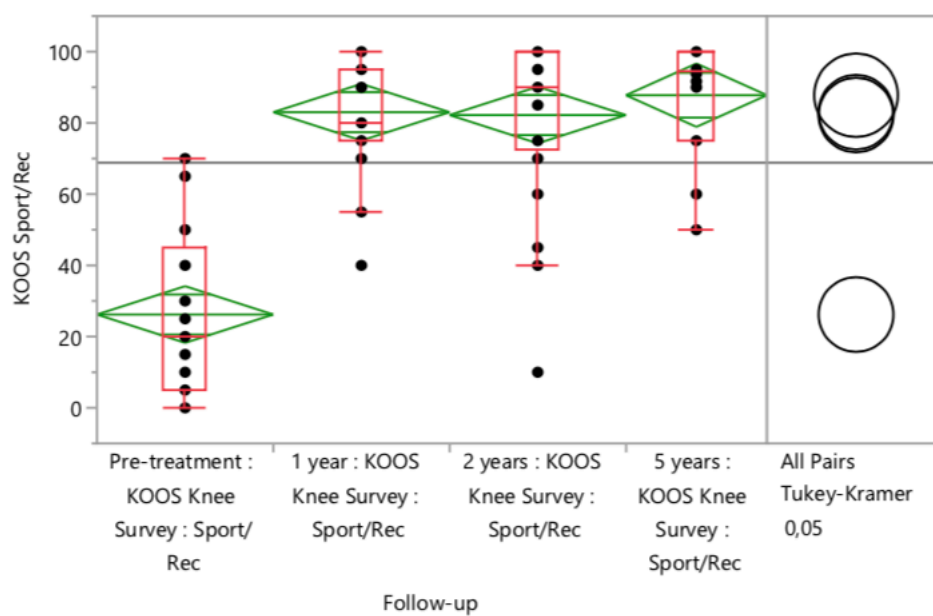 KOOS Sport/Rec
100
80
60
40
20
0
Pre-treatment :
KOOS Knee
Survey : Sport/
Rec
1 year : KOOS
Knee Survey :
Sport/Rec
2 years : KOOS
Knee Survey :
Sport/Rec
5 years :
KOOS Knee
Survey :
Sport/Rec
All Pairs
Tukey-Kramer
0,05
Follow-up